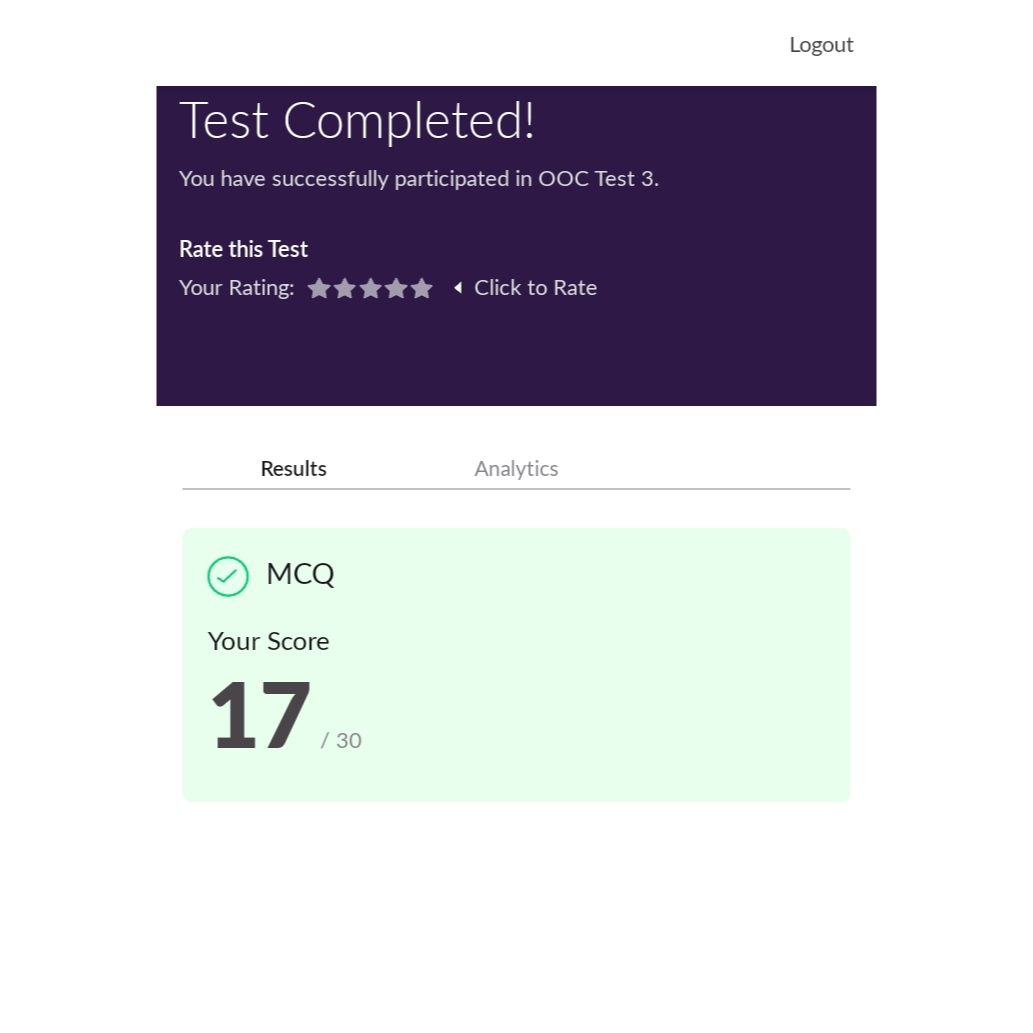 Logout
Test Completed!
You have successfully participated in OOC Test 3.
Rate this Test
Your Rating: Click to Rate
Results Analytics
MCQ
Your Score
17 / 30